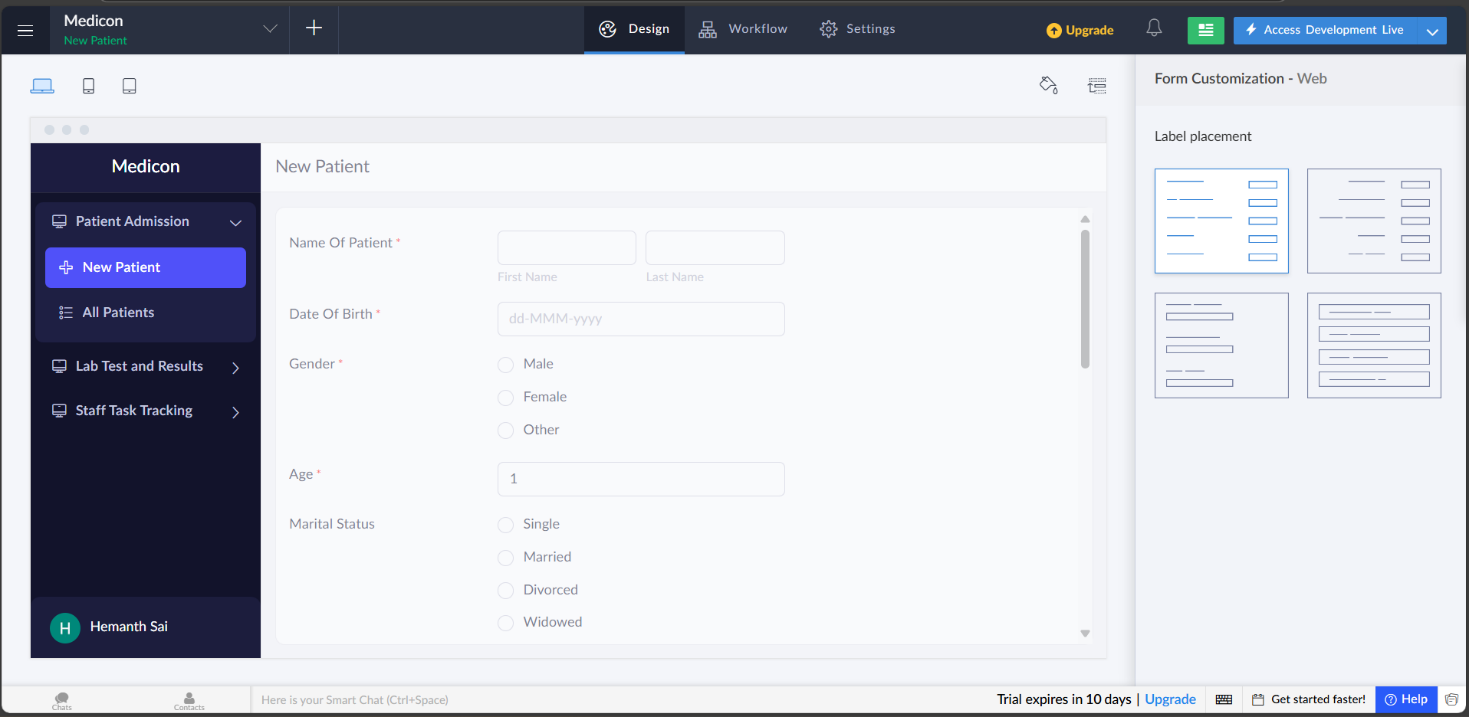 Medicon
New Patient
Design
Workflow
Settings
Upgrade
Access Development Live
Form Customization - Web
Label placement
Medicon
Patient Admission
New Patient
All Patients
Lab Test and Results
Staff Task Tracking
H Hemanth Sai
New Patient
Name Of Patient *
First Name
Last Name
Date Of Birth *
dd-MMM-yyyy
Gender *
Male
Female
Other
Age *
1
Marital Status
Single
Married
Divorced
Widowed
Chats
Contacts
Here is your Smart Chat (Ctrl+Space)
Trial expires in 10 days | Upgrade
Get started faster!
Help